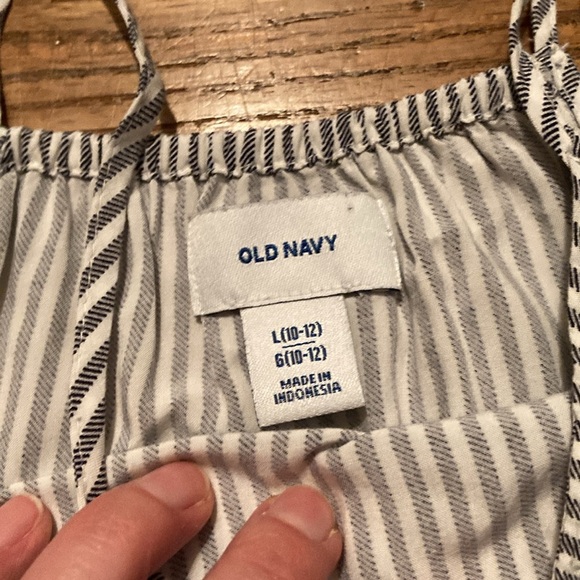 OLD NAVY
L(10-12)
G(10-12)
MADE IN
INDONESIA